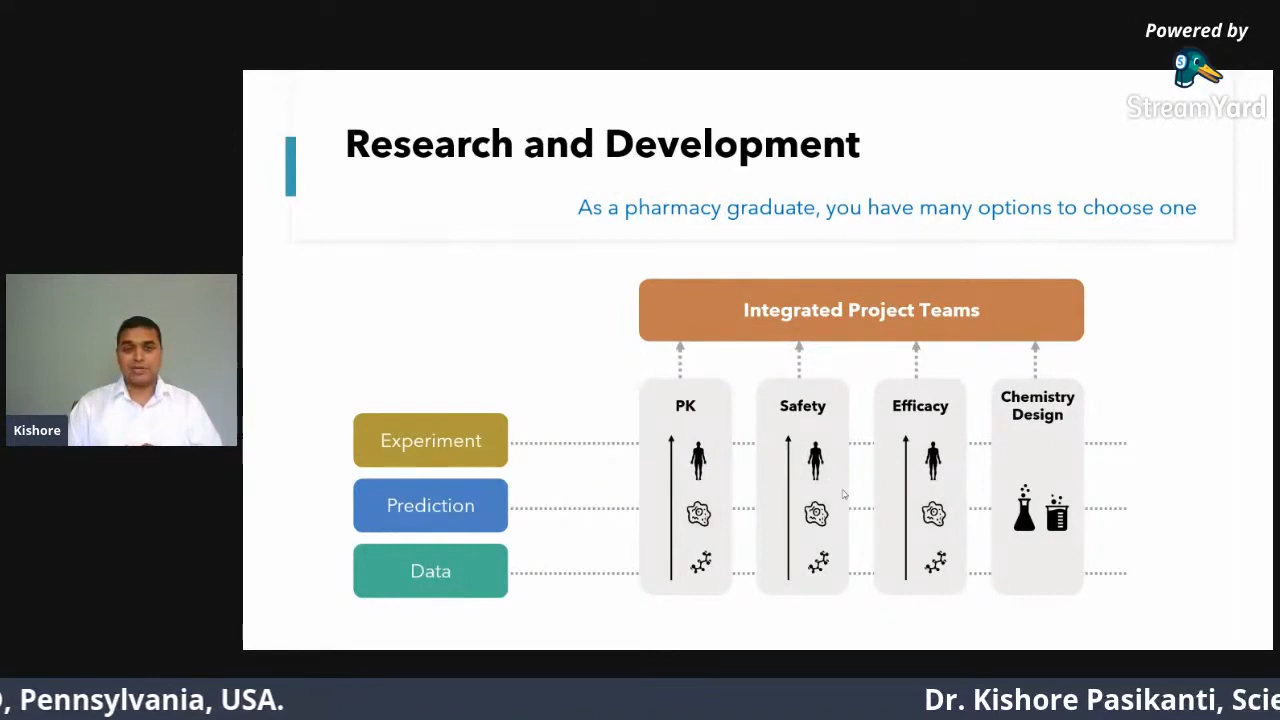 Powered by
StreamYard
Research and Development
As a pharmacy graduate, you have many options to choose one
Integrated Project Teams
PK
Safety
Efficacy
Chemistry
Design
Experiment
Prediction
Data
Kishore
, Pennsylvania, USA.
Dr. Kishore Pasikanti, Scie